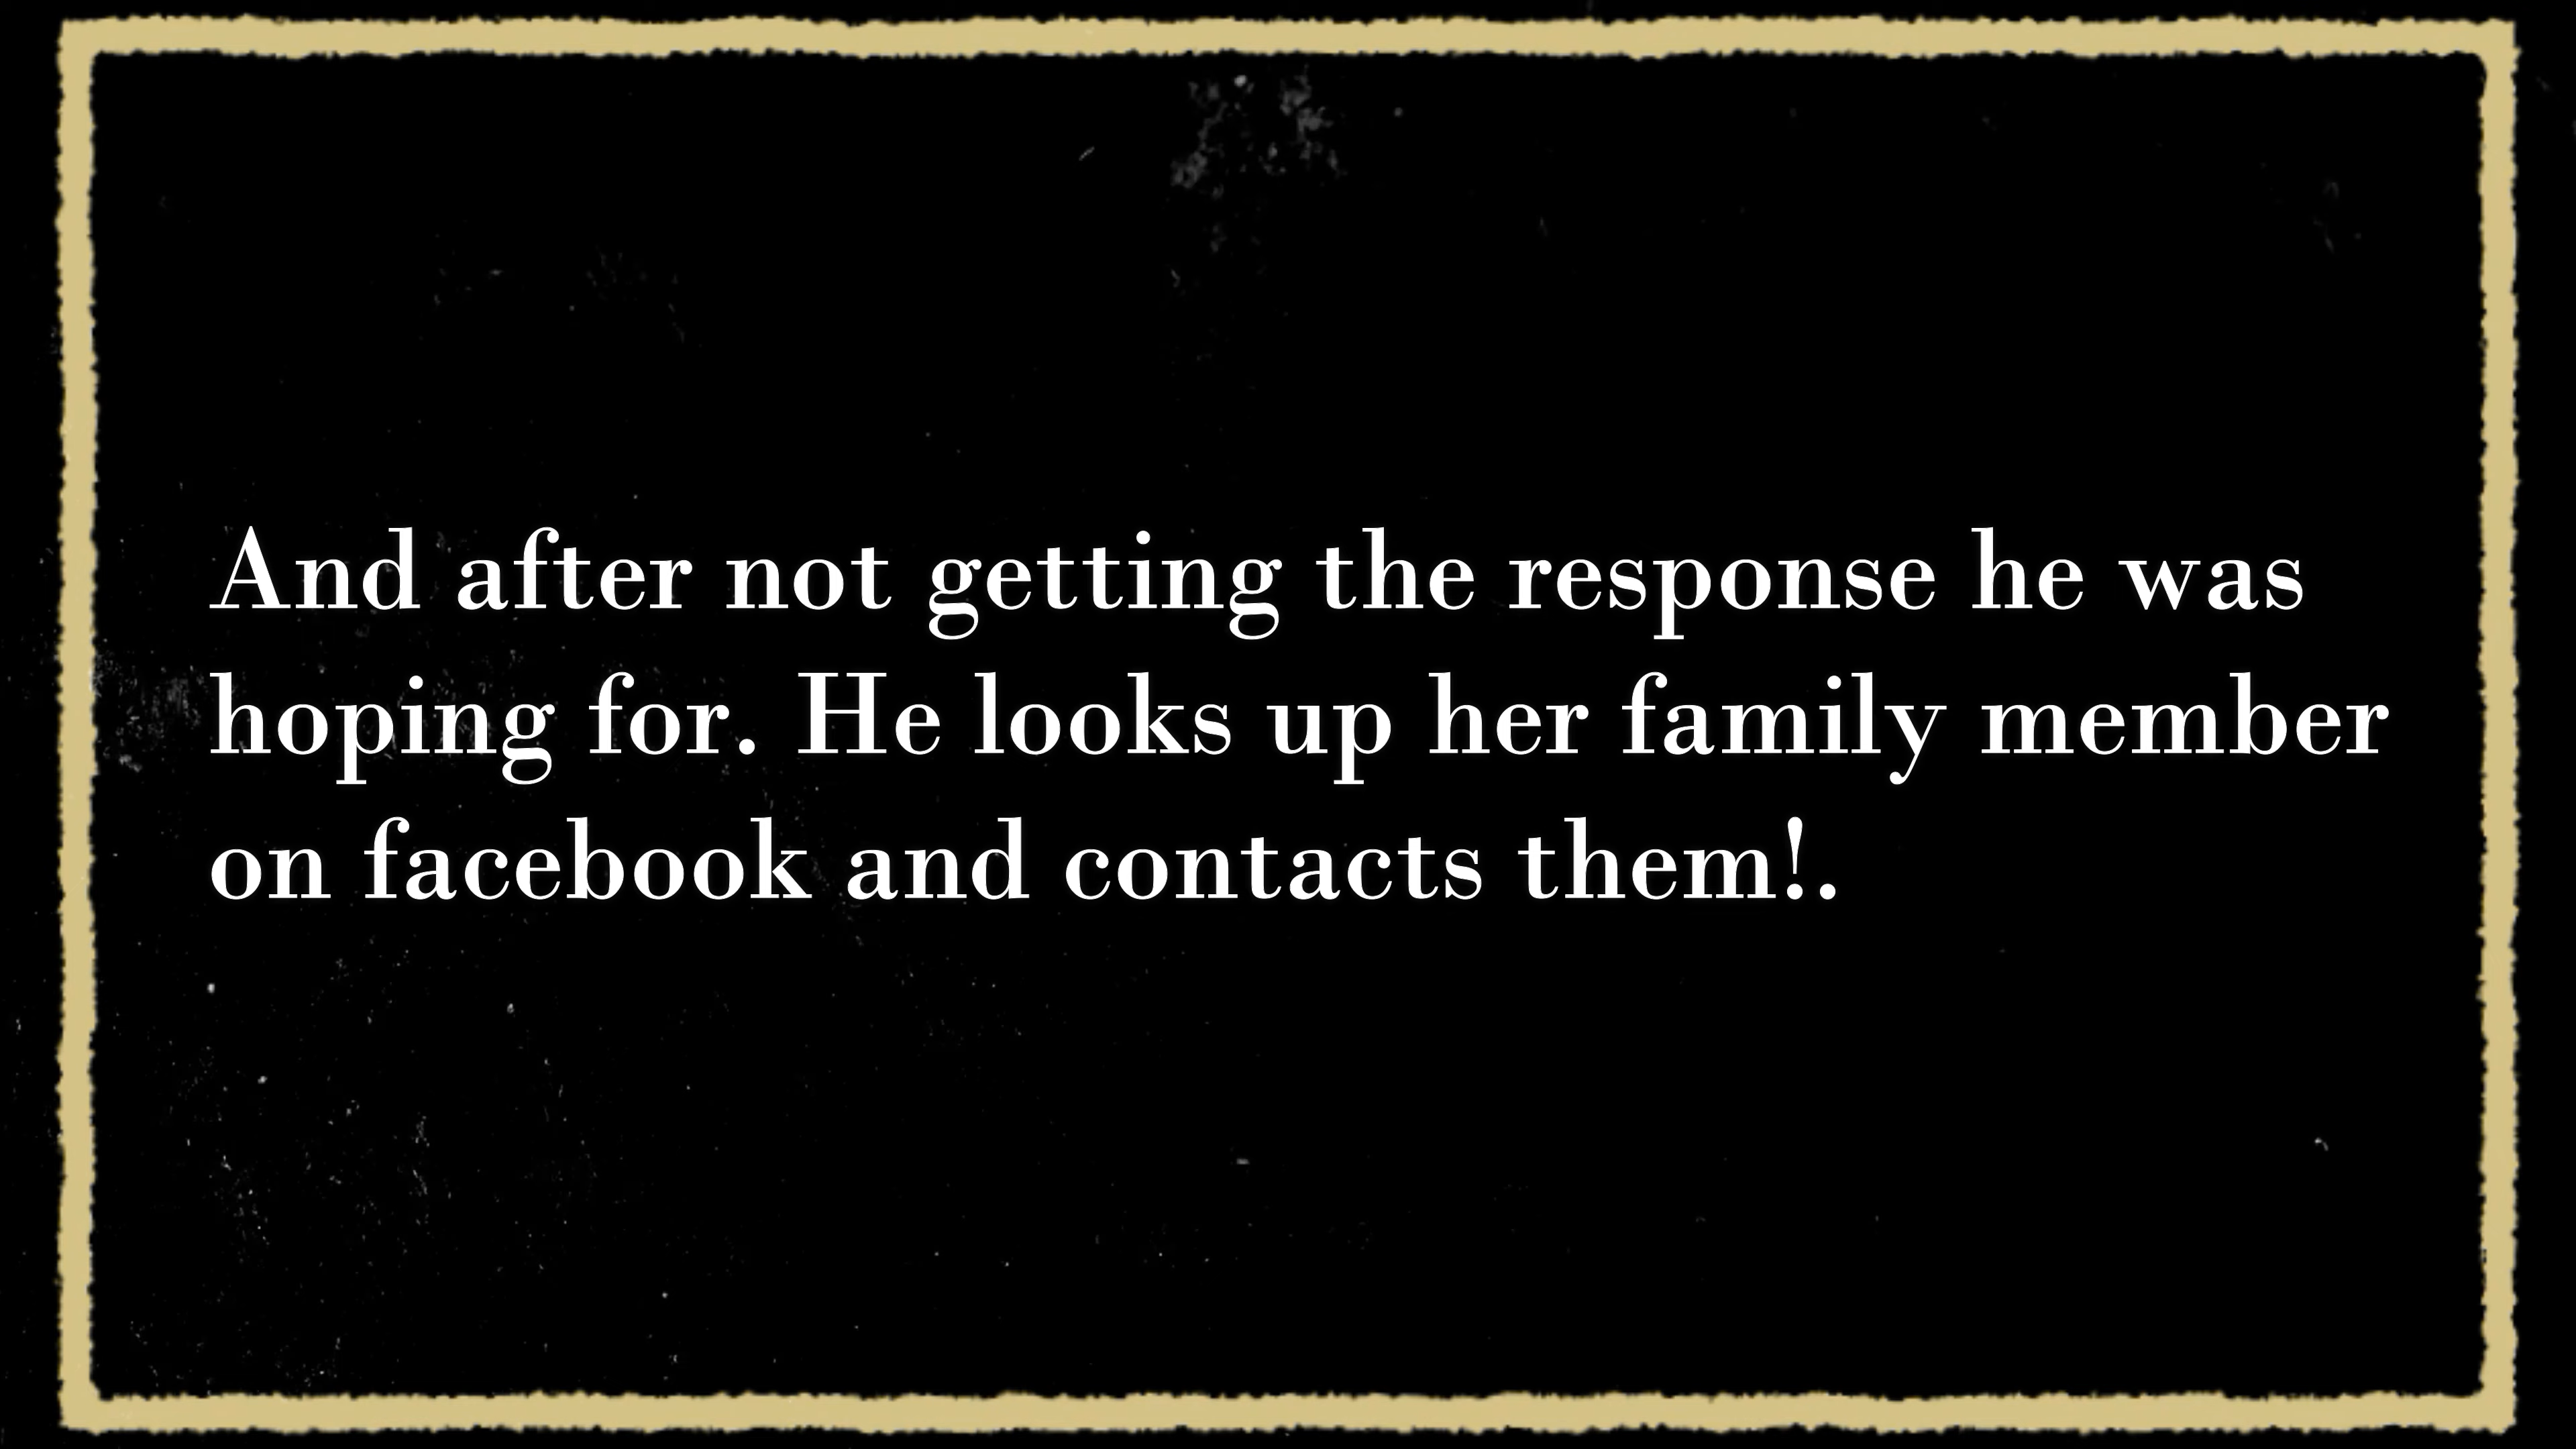 And after not getting the response he was
hoping for. He looks up her family member
on facebook and contacts them!.